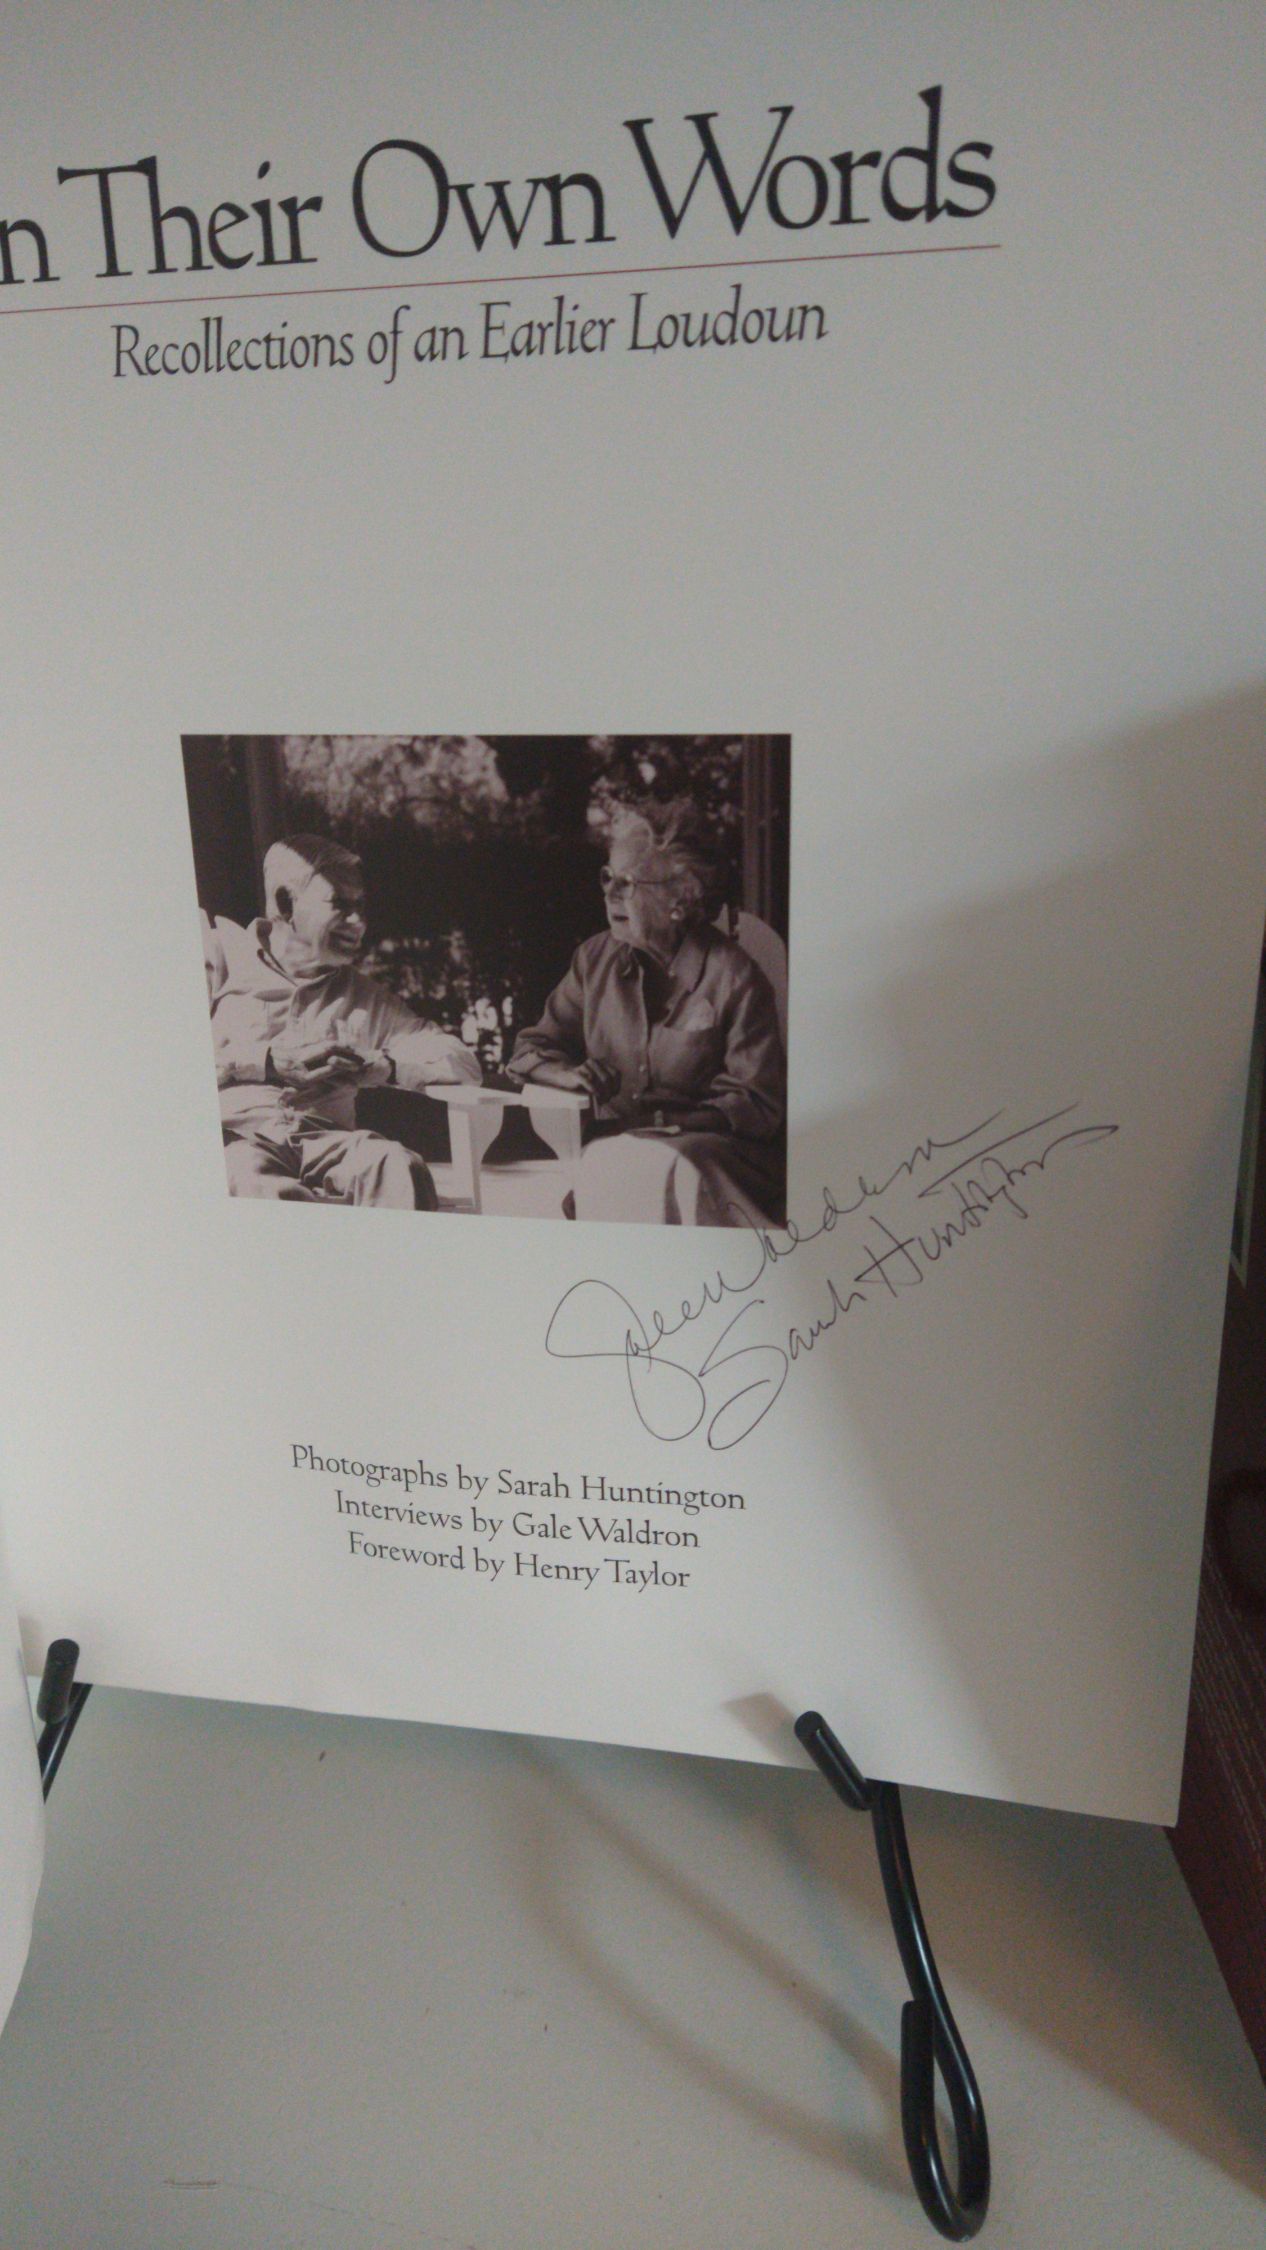 n Their Own Words
Recollections of an Earlier Loudoun
Gale Waldron
Sarah Huntington
Photographs by Sarah Huntington
Interviews by Gale Waldron
Foreword by Henry Taylor